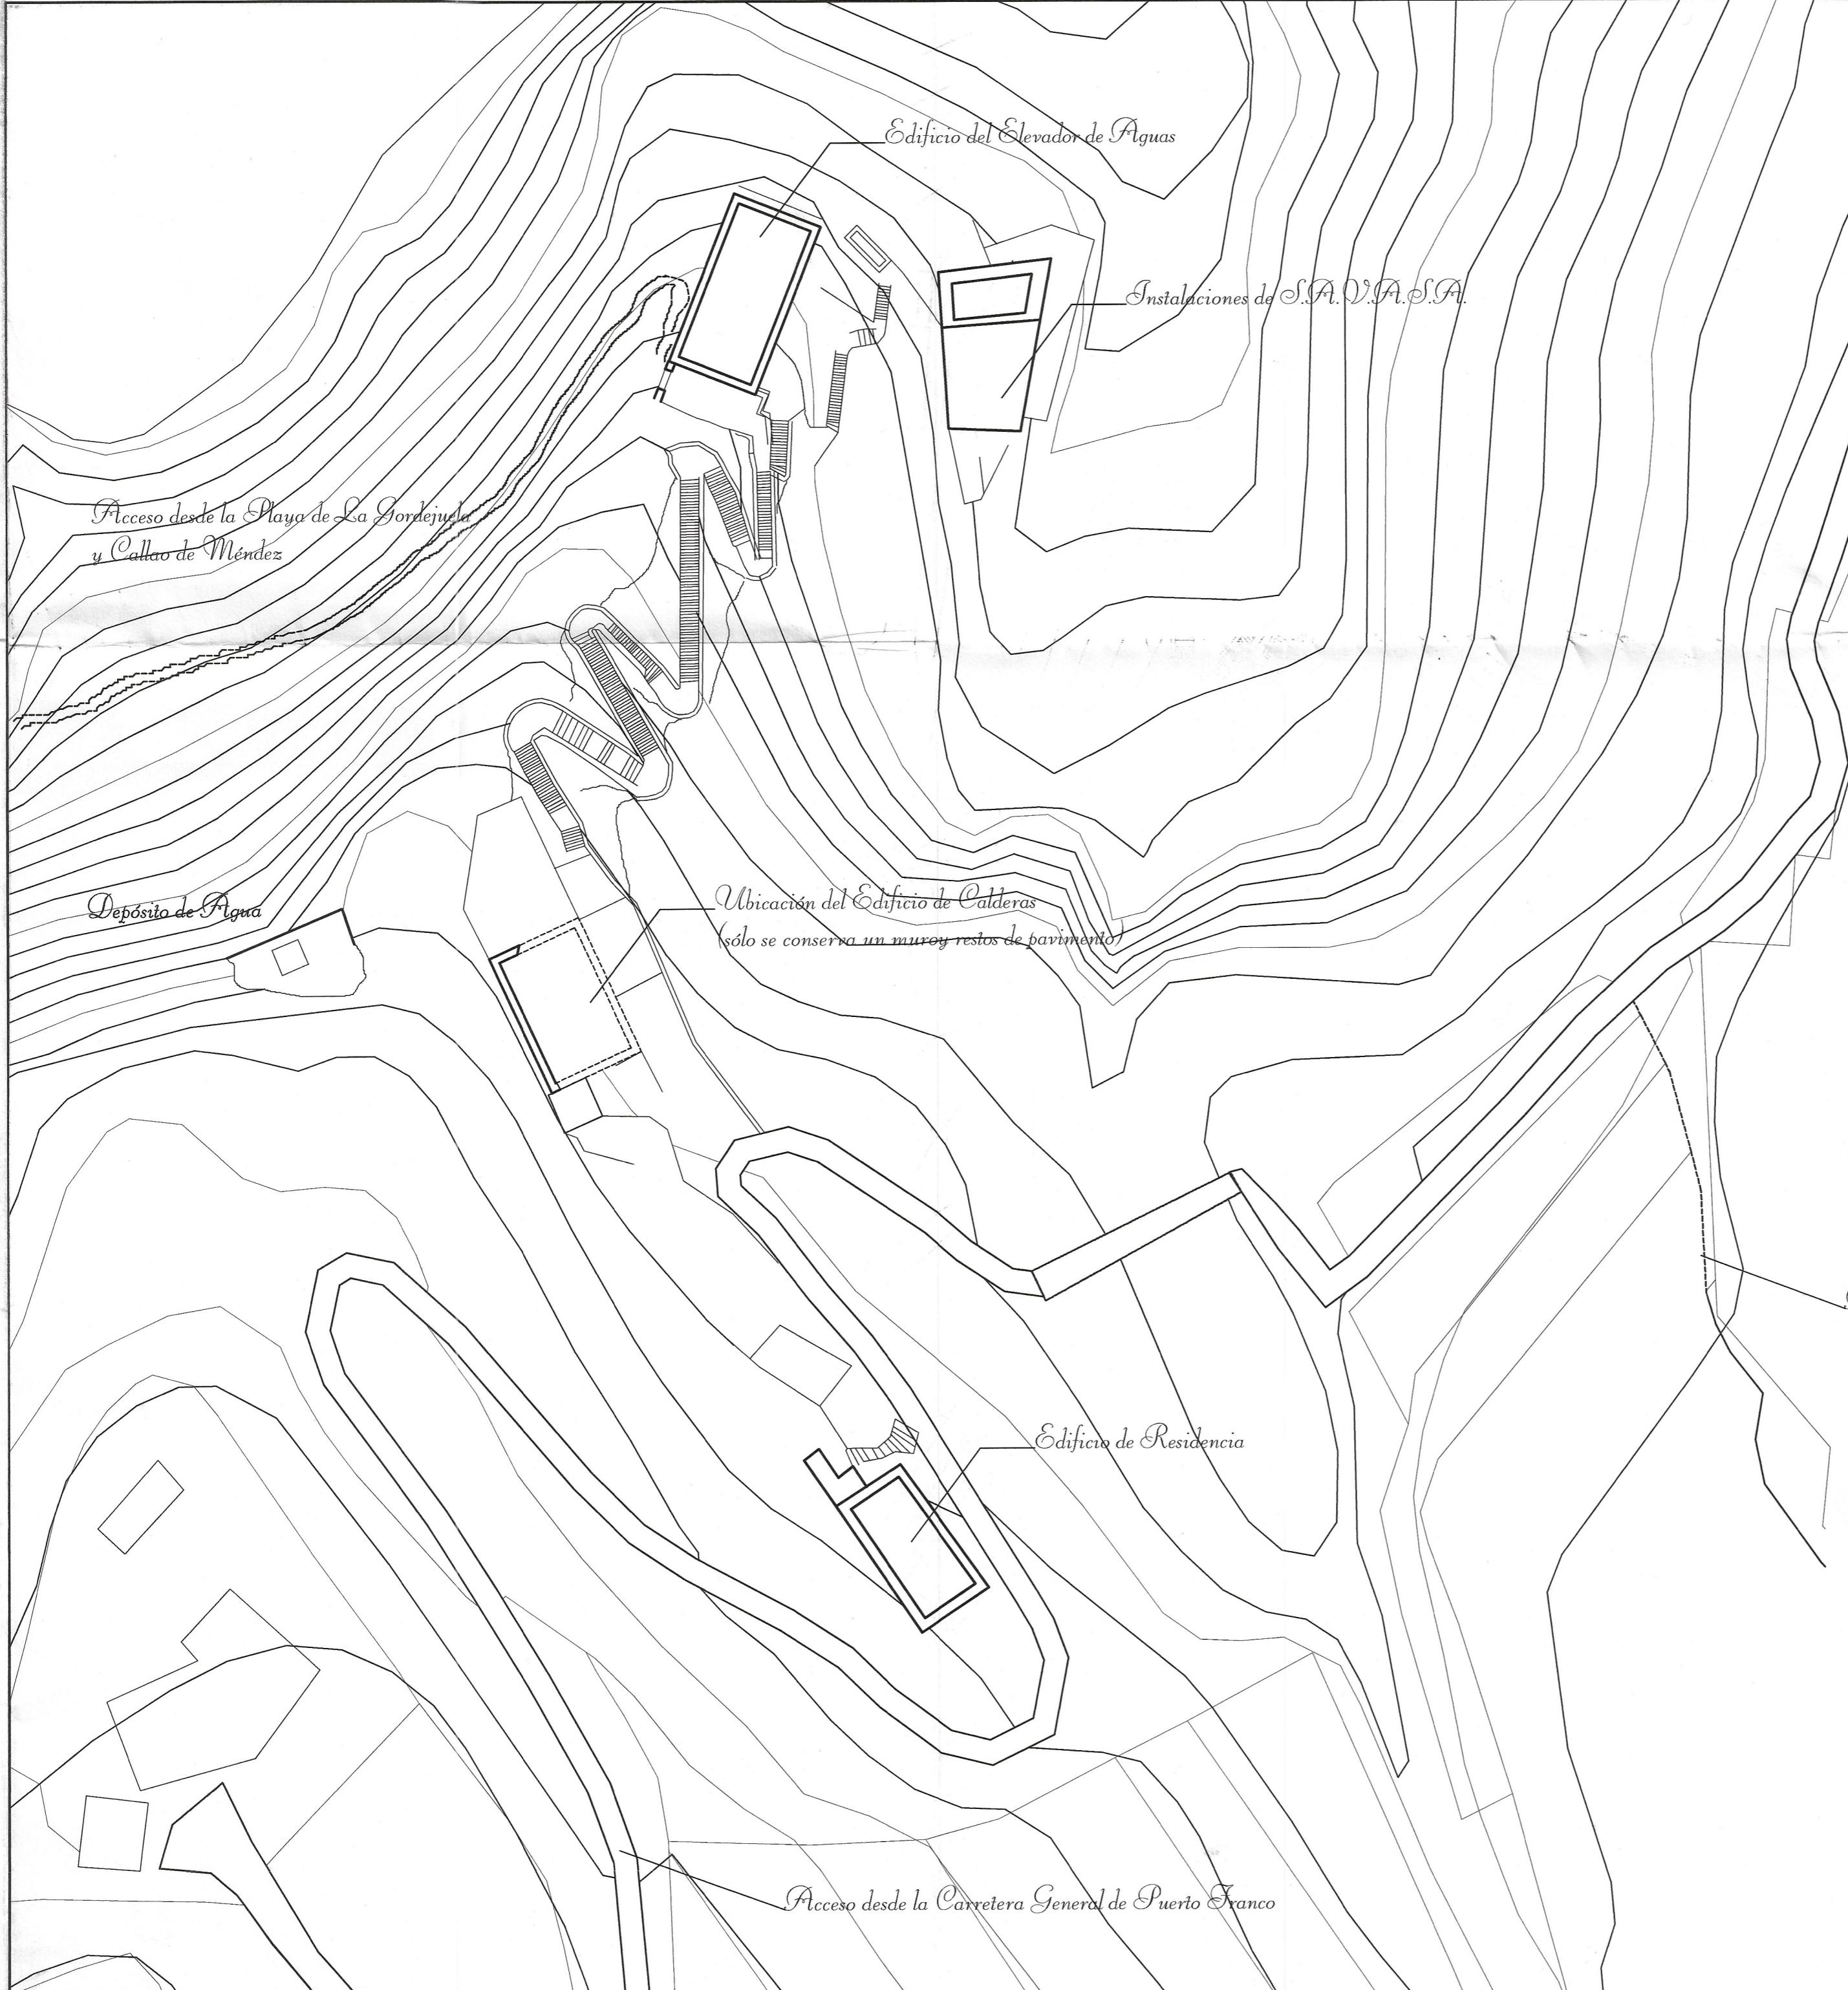 Edificio del Elevador de Aguas
Instalaciones de S.A.V.A.S.A.
Acceso desde la Playa de La Gordejuela
y Callao de Méndez
Ubicación del Edificio de Calderas
(sólo se conserva un muro y restos de pavimento)
Depósito de Agua
Edificio de Residencia
Acceso desde la Carretera General de Puerto Franco